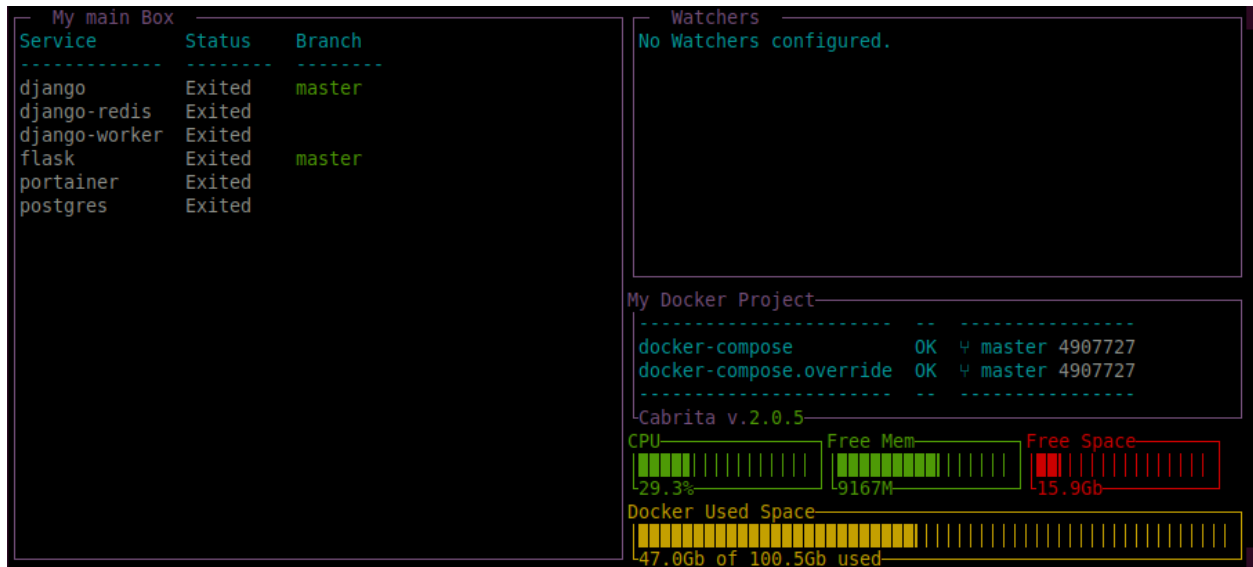 My main Box
Service Status Branch
------------- -------- --------
django Exited master
django-redis Exited
django-worker Exited
flask Exited master
portainer Exited
postgres Exited
Watchers
No Watchers configured.
My Docker Project
----------------------- -- ----------------
docker-compose OK ⑂ master 4907727
docker-compose.override OK ⑂ master 4907727
----------------------- -- ----------------
Cabrita v.2.0.5
CPU Free Mem Free Space
29.3% 9167M 15.9Gb
Docker Used Space
47.0Gb of 100.5Gb used